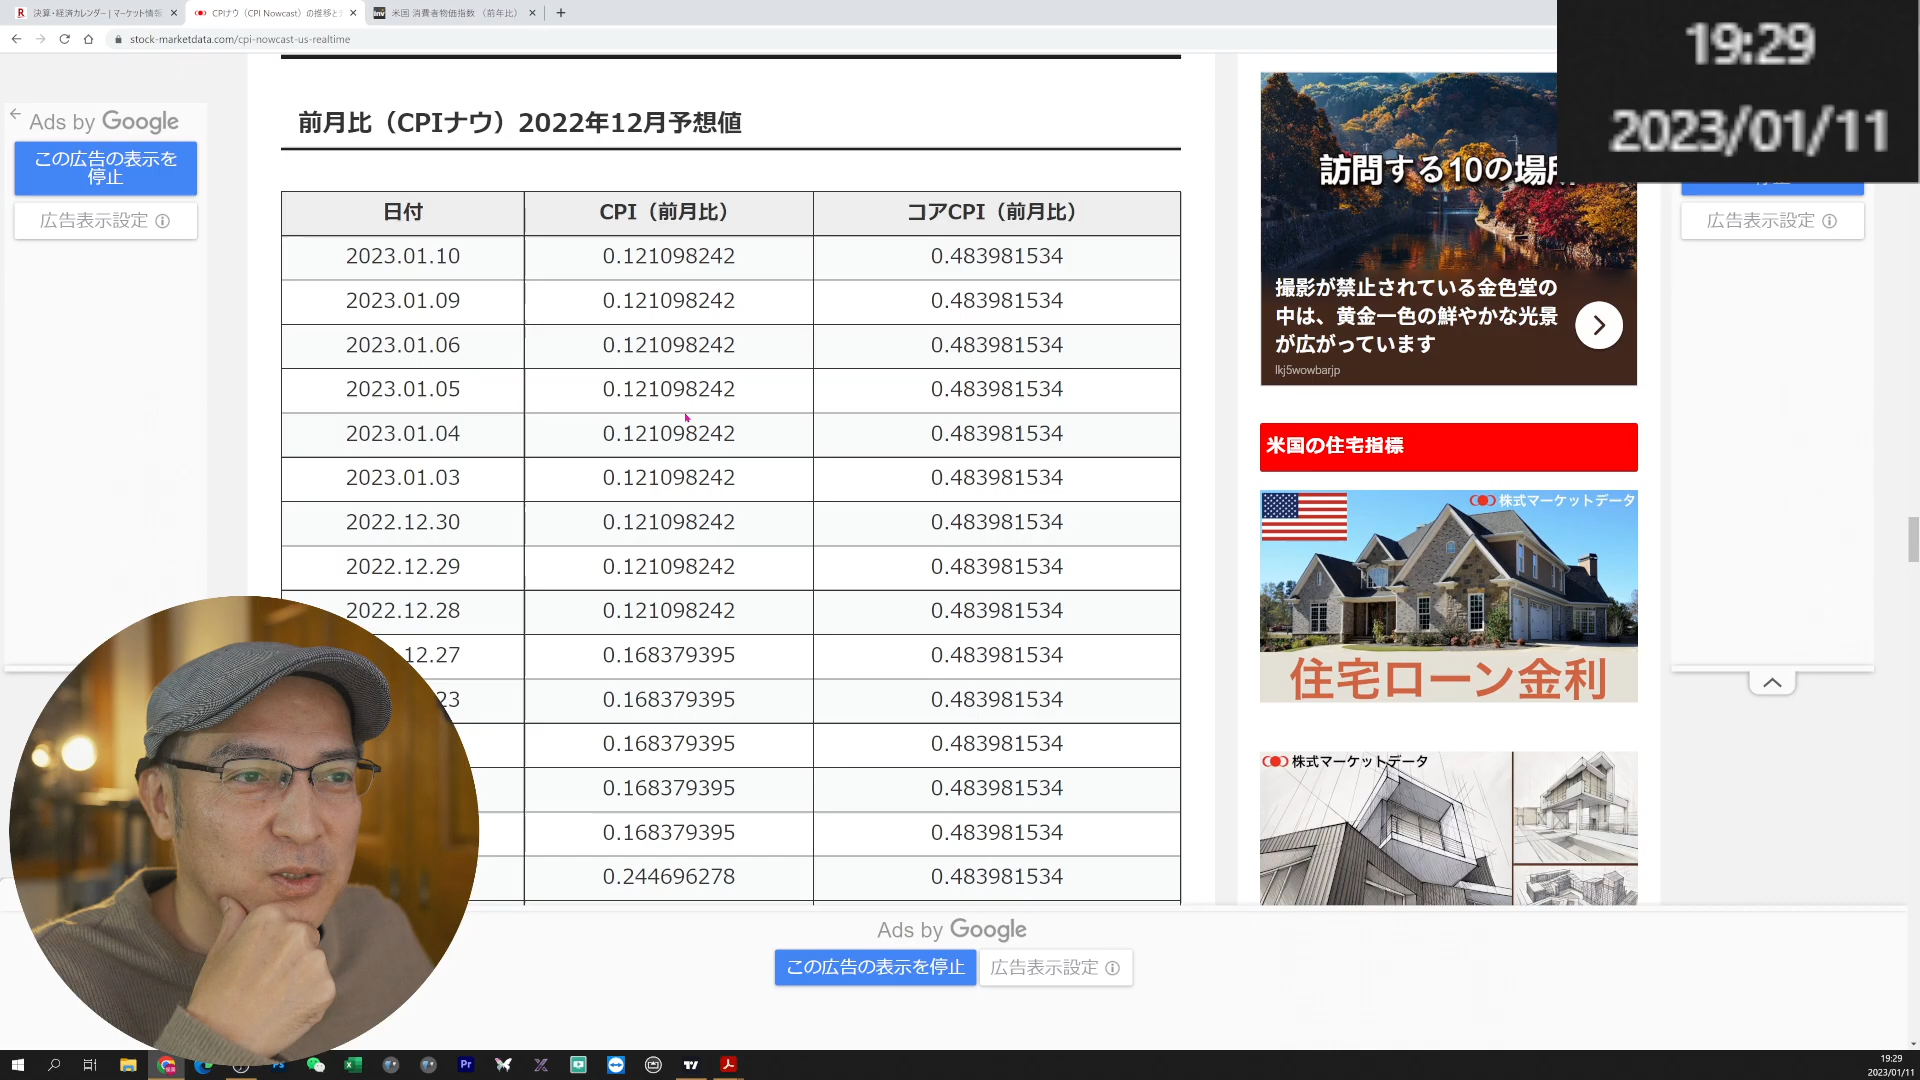 決算・経済カレンダー | マーケット情報
CPIナウ（CPI Nowcast）の推移と
米国 消費者物価指数 （前年比）
stock-marketdata.com/cpi-nowcast-us-realtime
19:29
2023/01/11
Ads by Google
この広告の表示を
停止
広告表示設定
前月比（CPIナウ）2022年12月予想値
日付 CPI（前月比） コアCPI（前月比）
2023.01.10 0.121098242 0.483981534
2023.01.09 0.121098242 0.483981534
2023.01.06 0.121098242 0.483981534
2023.01.05 0.121098242 0.483981534
2023.01.04 0.121098242 0.483981534
2023.01.03 0.121098242 0.483981534
2022.12.30 0.121098242 0.483981534
2022.12.29 0.121098242 0.483981534
2022.12.28 0.121098242 0.483981534
12.27 0.168379395 0.483981534
23 0.168379395 0.483981534
0.168379395 0.483981534
0.168379395 0.483981534
0.168379395 0.483981534
0.244696278 0.483981534
訪問する10の場所
撮影が禁止されている金色堂の
中は、黄金一色の鮮やかな光景
が広がっています
lkj5wowbarjp
米国の住宅指標
株式マーケットデータ
住宅ローン金利
株式マーケットデータ
広告表示設定
Ads by Google
この広告の表示を停止 広告表示設定
19:29
2023/01/11